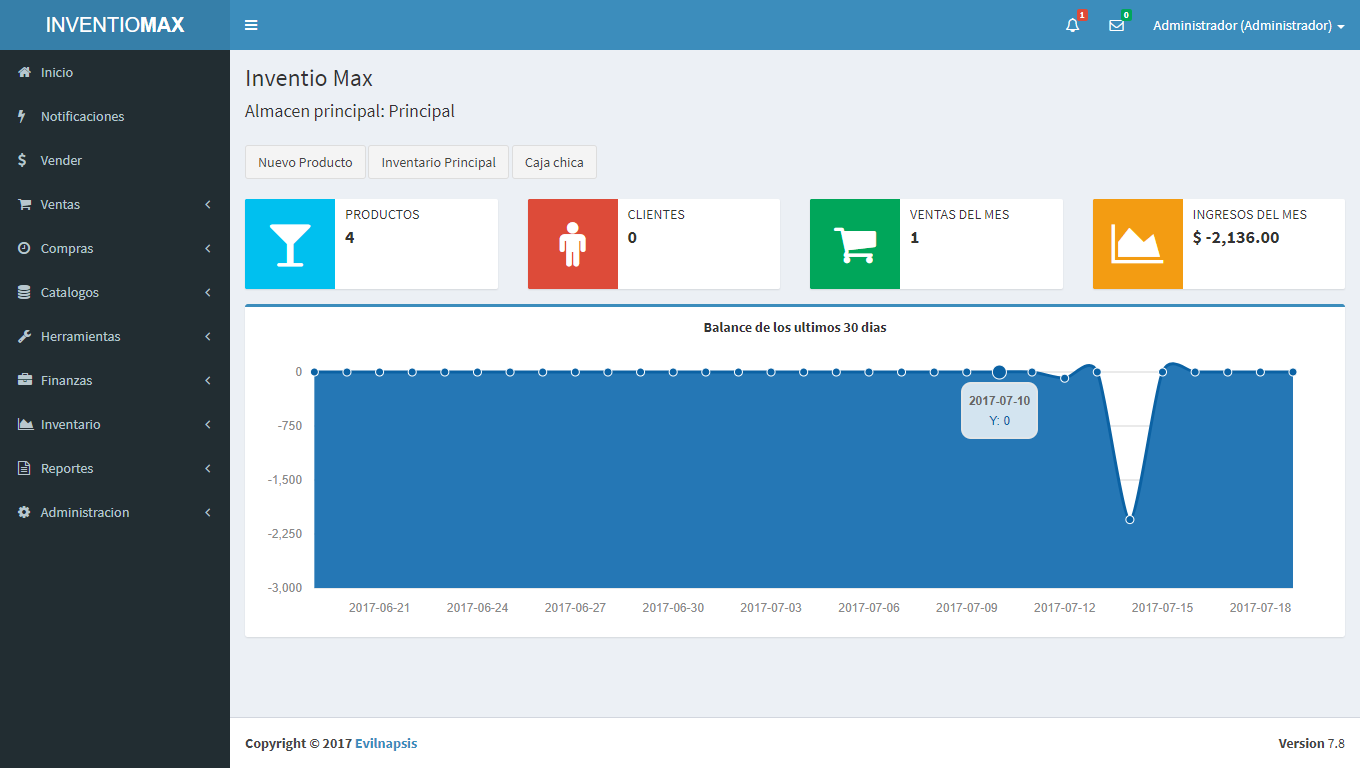 INVENTIOMAX
1
0
Administrador (Administrador)
Inicio
Notificaciones
Vender
Ventas
Compras
Catalogos
Herramientas
Finanzas
Inventario
Reportes
Administracion
Inventio Max
Almacen principal: Principal
Nuevo Producto
Inventario Principal
Caja chica
PRODUCTOS
4
CLIENTES
0
VENTAS DEL MES
1
INGRESOS DEL MES
$ -2,136.00
Balance de los ultimos 30 dias
0
-750
-1,500
-2,250
-3,000
2017-07-10
Y: 0
2017-06-21
2017-06-24
2017-06-27
2017-06-30
2017-07-03
2017-07-06
2017-07-09
2017-07-12
2017-07-15
2017-07-18
Copyright © 2017 Evilnapsis
Version 7.8